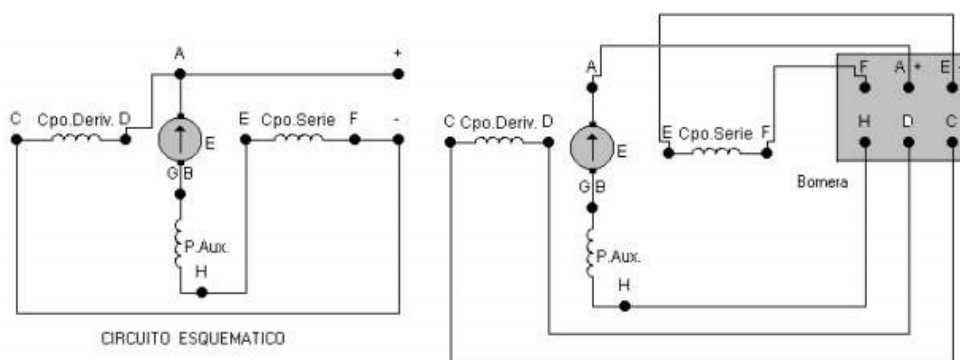 A +
C Cpo.Deriv. D E Cpo.Serie F -
E
G B
P.Aux.
H
CIRCUITO ESQUEMATICO
A
C Cpo.Deriv. D
E
G B
P.Aux.
H
E Cpo.Serie F
F A + E -
H D C
Bornera